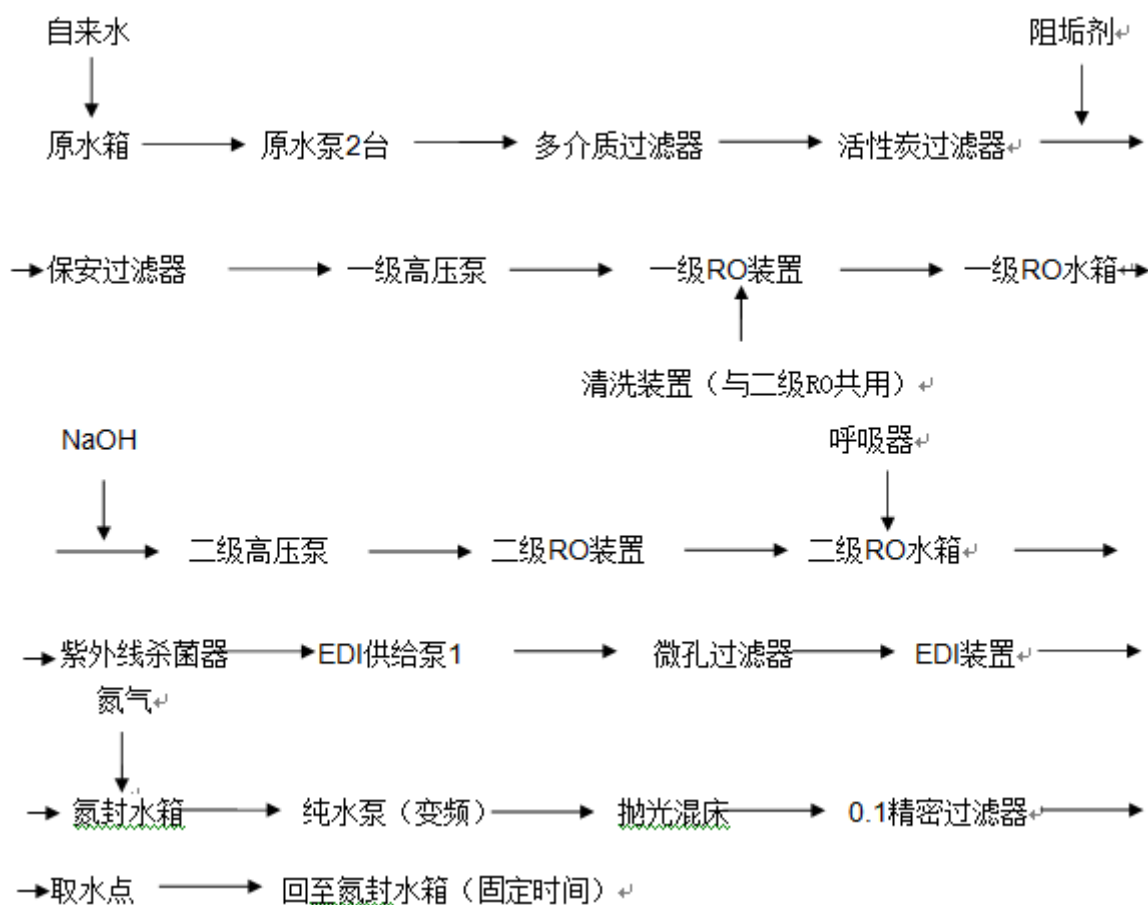 自来水 阻垢剂
原水箱 原水泵2台 多介质过滤器 活性炭过滤器
保安过滤器 一级高压泵 一级RO装置 一级RO水箱
清洗装置（与二级RO共用）
NaOH 呼吸器
二级高压泵 二级RO装置 二级RO水箱
紫外线杀菌器 EDI供给泵1 微孔过滤器 EDI装置
氮气
氮封水箱 纯水泵（变频） 抛光混床 0.1精密过滤器
取水点 回至氮封水箱（固定时间）